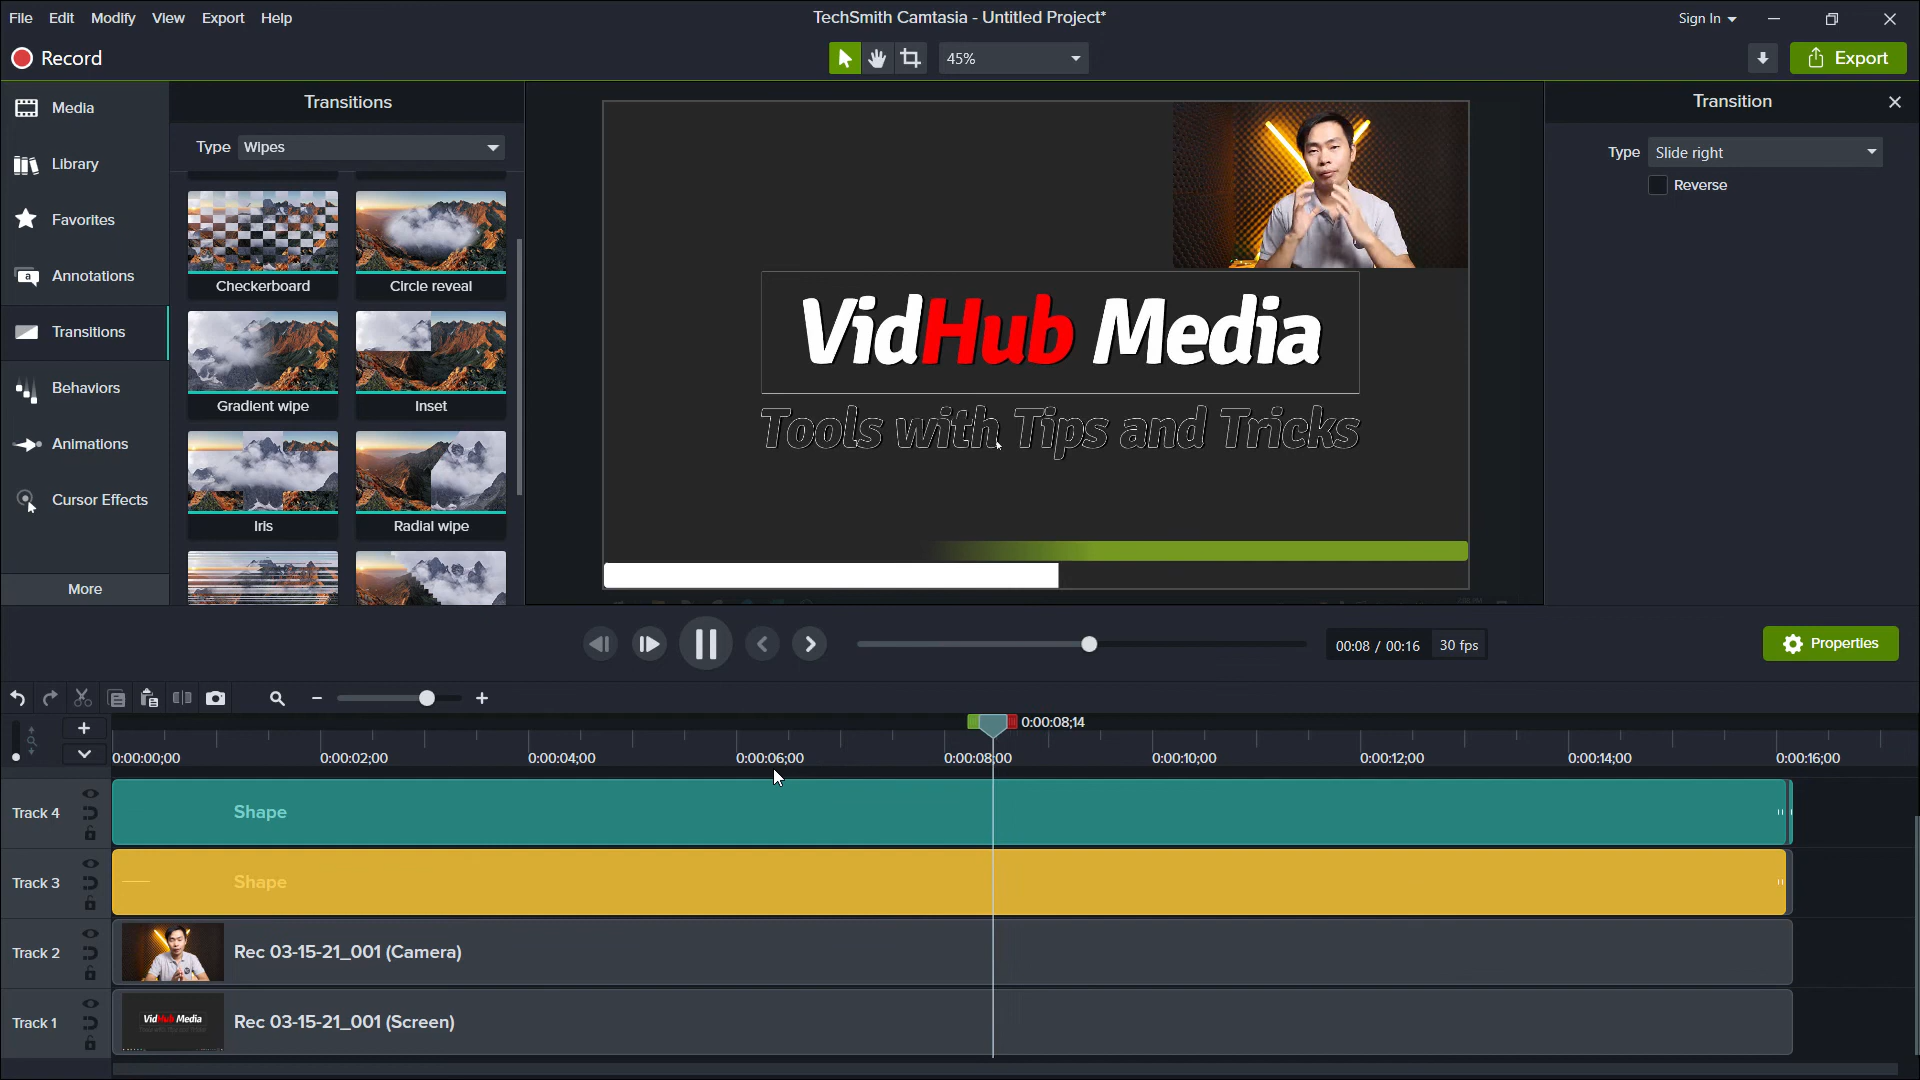 File Edit Modify View Export Help
TechSmith Camtasia - Untitled Project*
Sign In
Record
45%
Export
Media
Library
Favorites
Annotations
Transitions
Behaviors
Animations
Cursor Effects
More
Transitions
Type Wipes
Checkerboard
Circle reveal
Gradient wipe
Inset
Iris
Radial wipe
VidHub Media
Tools with Tips and Tricks
Transition
Type Slide right
Reverse
00:08 / 00:16 30 fps
Properties
0:00:08;14
0:00:00;00 0:00:02;00 0:00:04;00 0:00:06;00 0:00:08;00 0:00:10;00 0:00:12;00 0:00:14;00 0:00:16;00
Track 4 Shape
Track 3 Shape
Track 2 Rec 03-15-21_001 (Camera)
Track 1 VidHub Media Rec 03-15-21_001 (Screen)